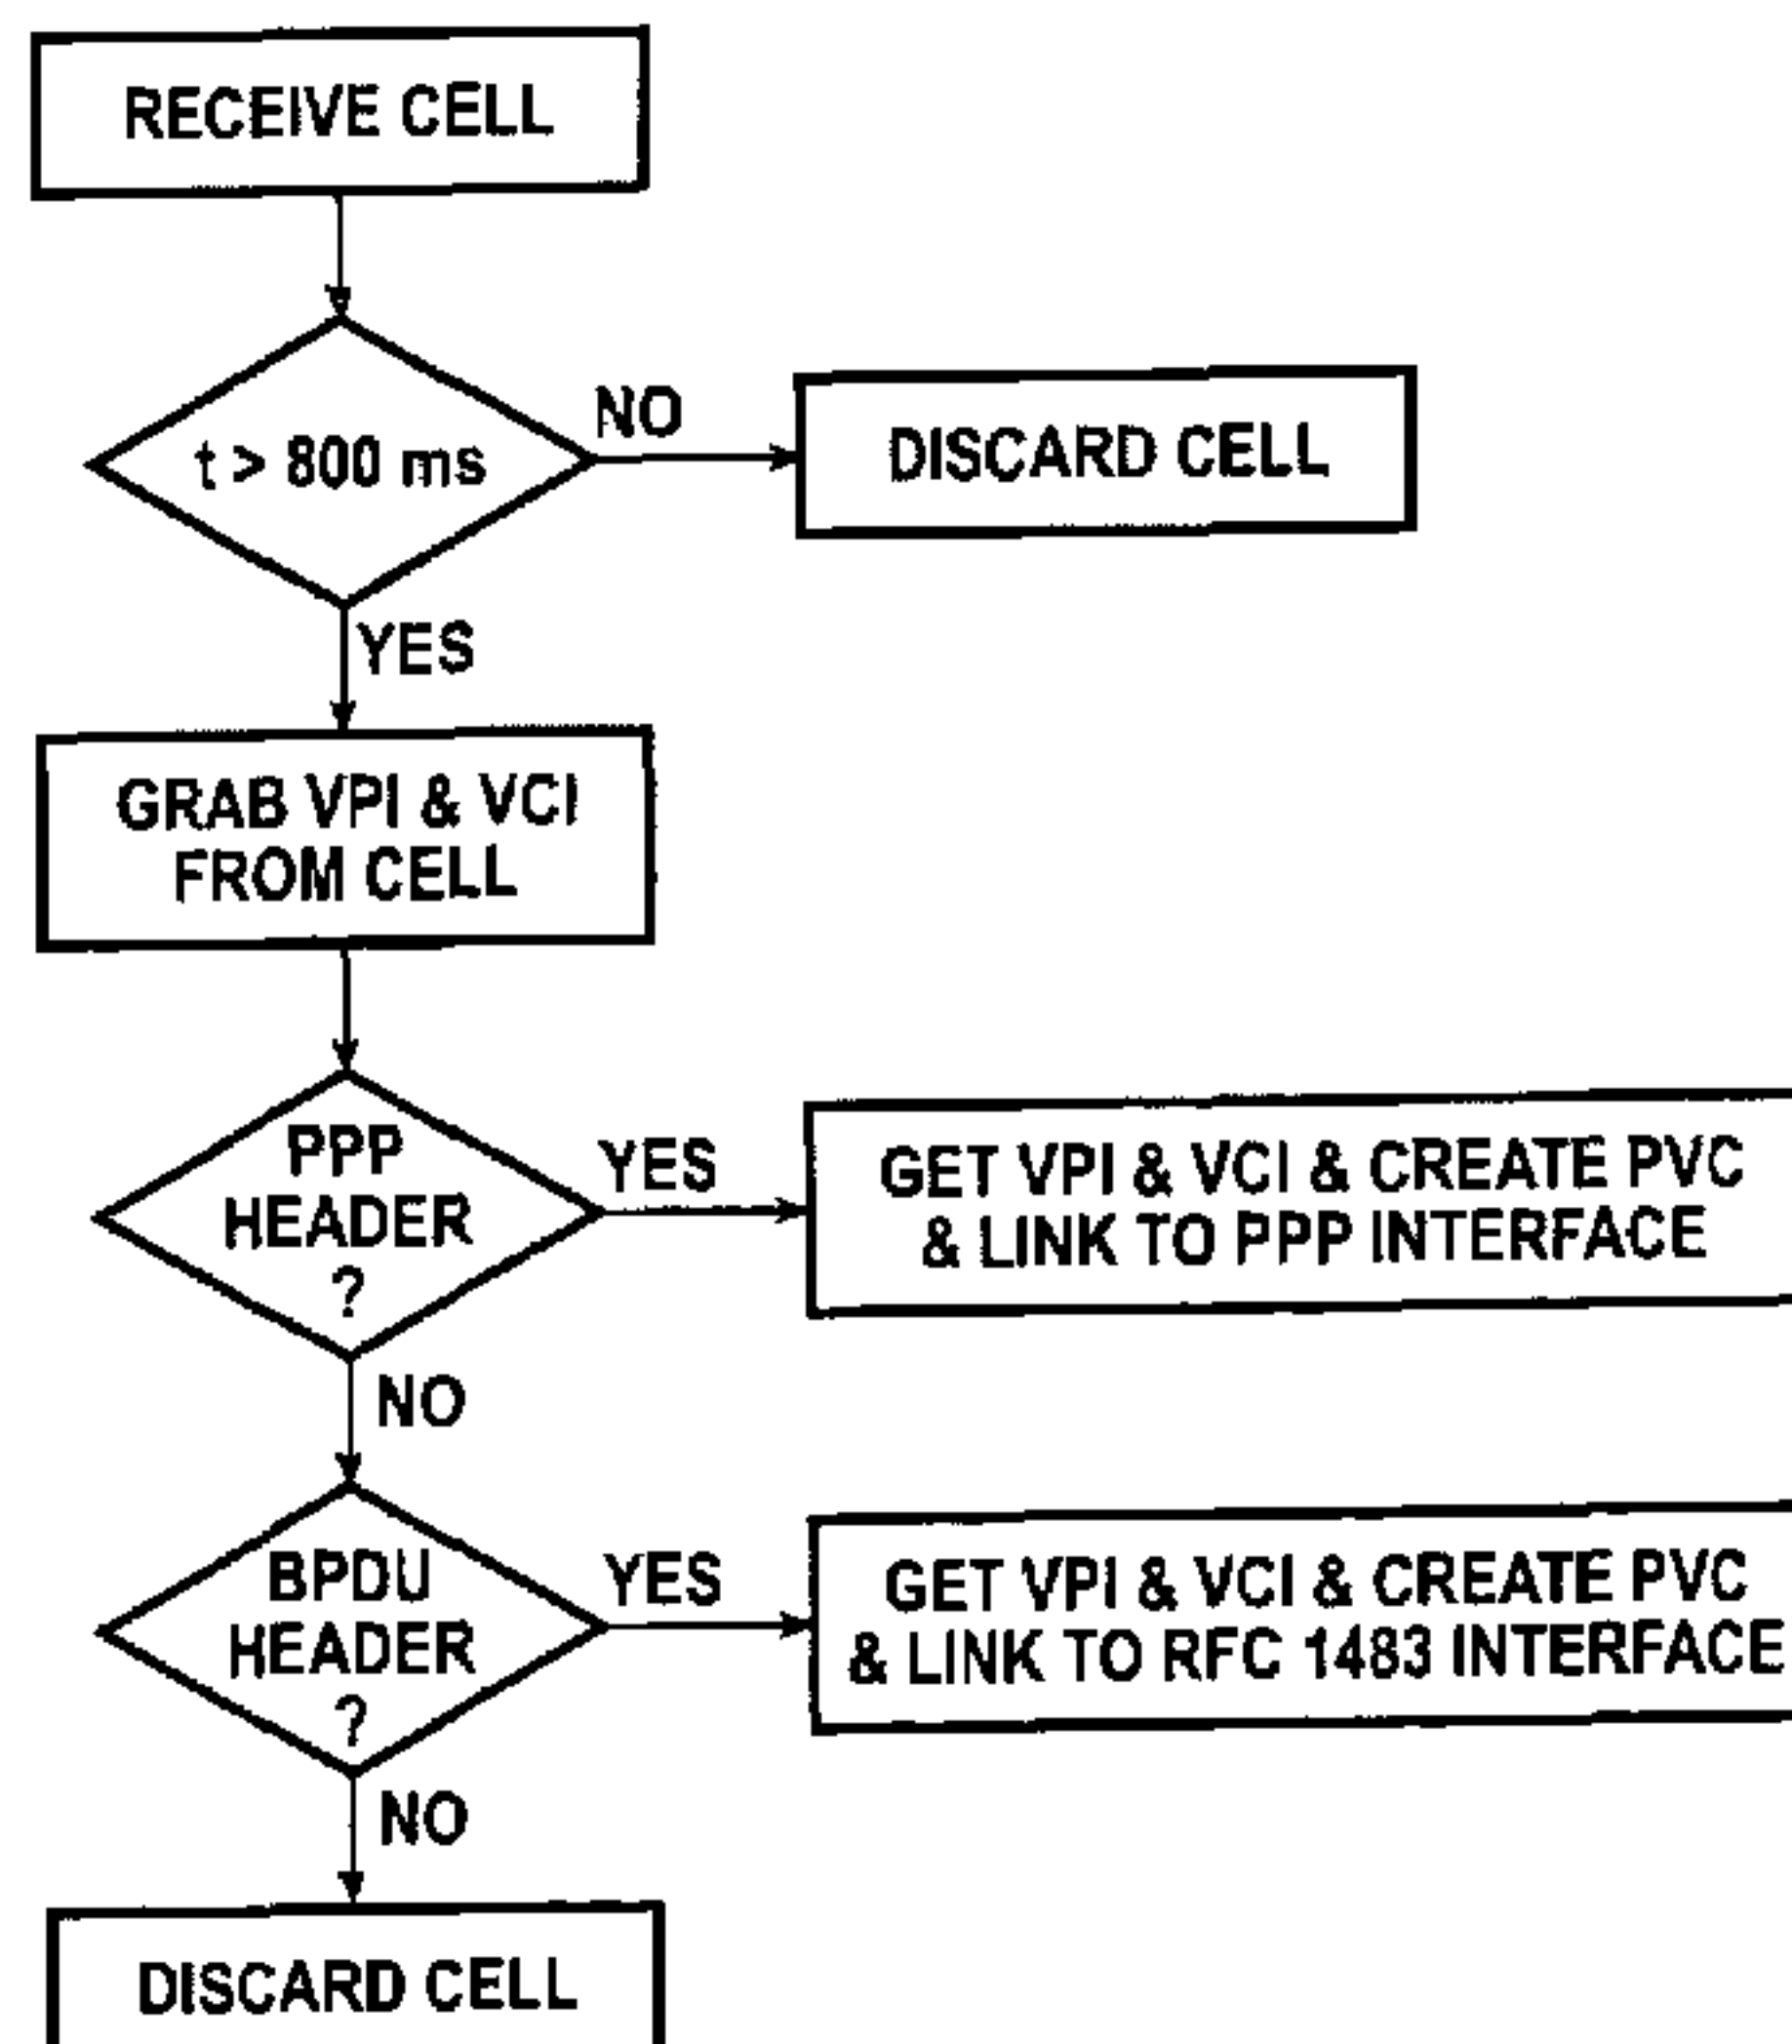 RECEIVE CELL
t > 800 ms
NO
DISCARD CELL
YES
GRAB VPI & VCI
FROM CELL
PPP
HEADER
?
YES
GET VPI & VCI & CREATE PVC
& LINK TO PPP INTERFACE
NO
BPDU
HEADER
?
YES
GET VPI & VCI & CREATE PVC
& LINK TO RFC 1483 INTERFACE
NO
DISCARD CELL